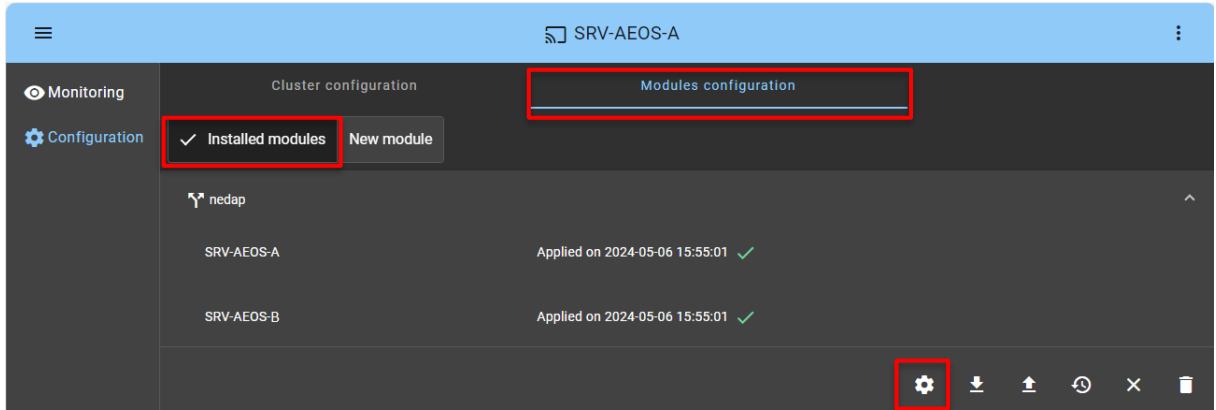 SRV-AEOS-A
Monitoring
Configuration
Cluster configuration
Modules configuration
Installed modules
New module
nedap
SRV-AEOS-A
Applied on 2024-05-06 15:55:01
SRV-AEOS-B
Applied on 2024-05-06 15:55:01